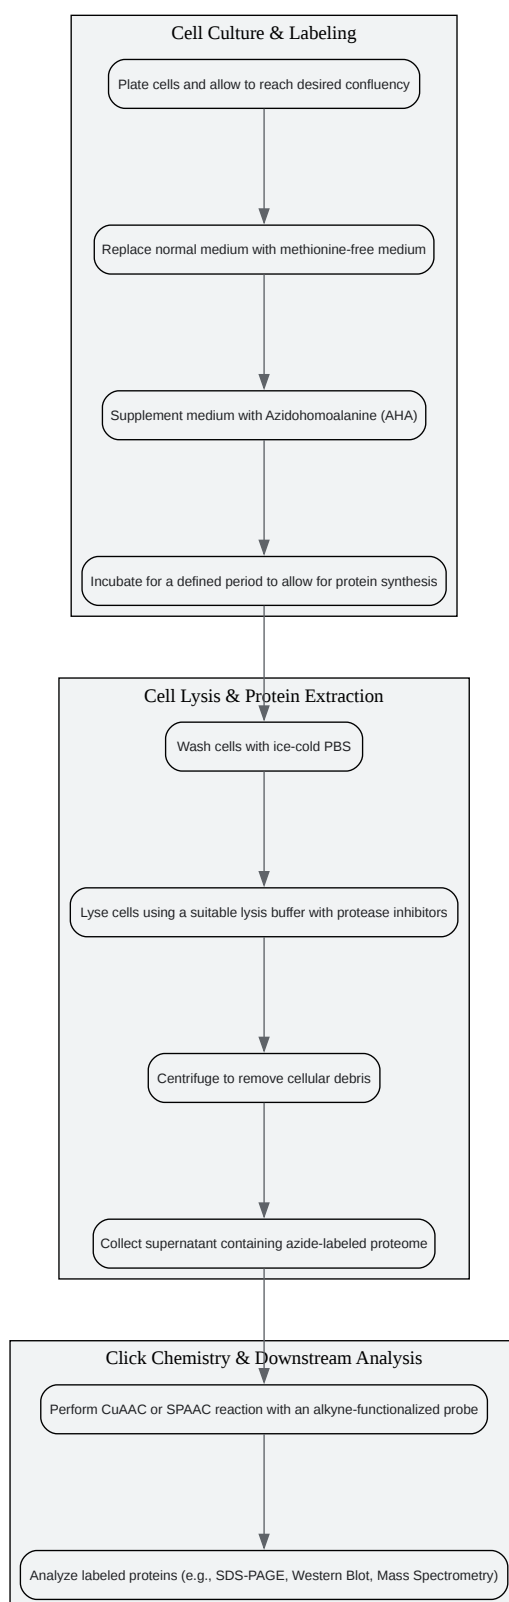 Cell Culture & Labeling
Plate cells and allow to reach desired confluency
Replace normal medium with methionine-free medium
Supplement medium with Azidohomoalanine (AHA)
Incubate for a defined period to allow for protein synthesis
Cell Lysis & Protein Extraction
Wash cells with ice-cold PBS
Lyse cells using a suitable lysis buffer with protease inhibitors
Centrifuge to remove cellular debris
Collect supernatant containing azide-labeled proteome
Click Chemistry & Downstream Analysis
Perform CuAAC or SPAAC reaction with an alkyne-functionalized probe
Analyze labeled proteins (e.g., SDS-PAGE, Western Blot, Mass Spectrometry)